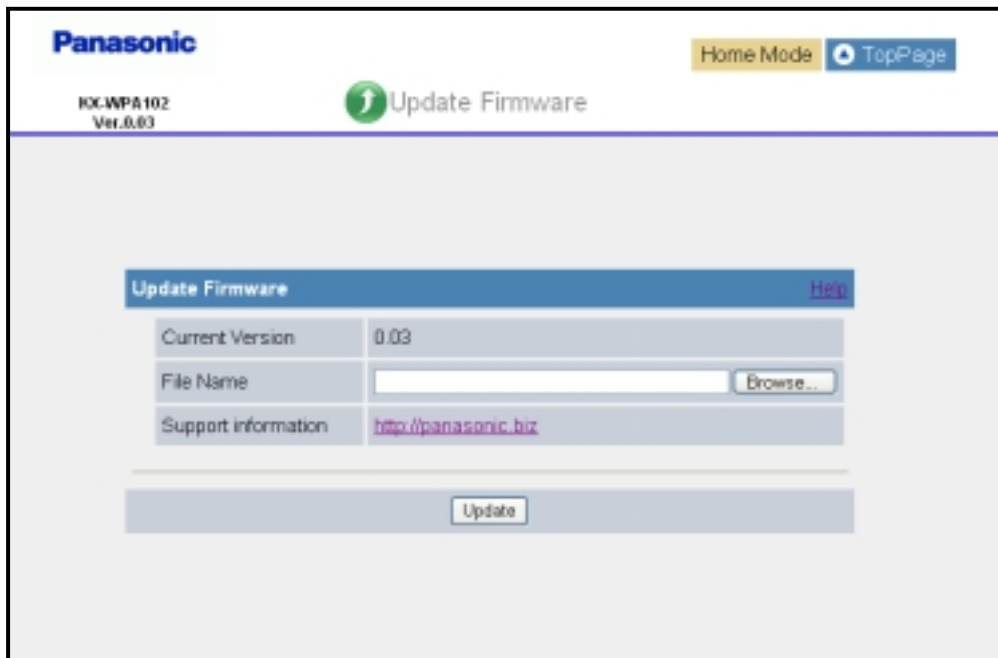 Panasonic
Home Mode TopPage
KX-WPA102
Ver.0.03
Update Firmware
Update Firmware Help
Current Version 0.03
File Name Browse...
Support information http://panasonic.biz
Update